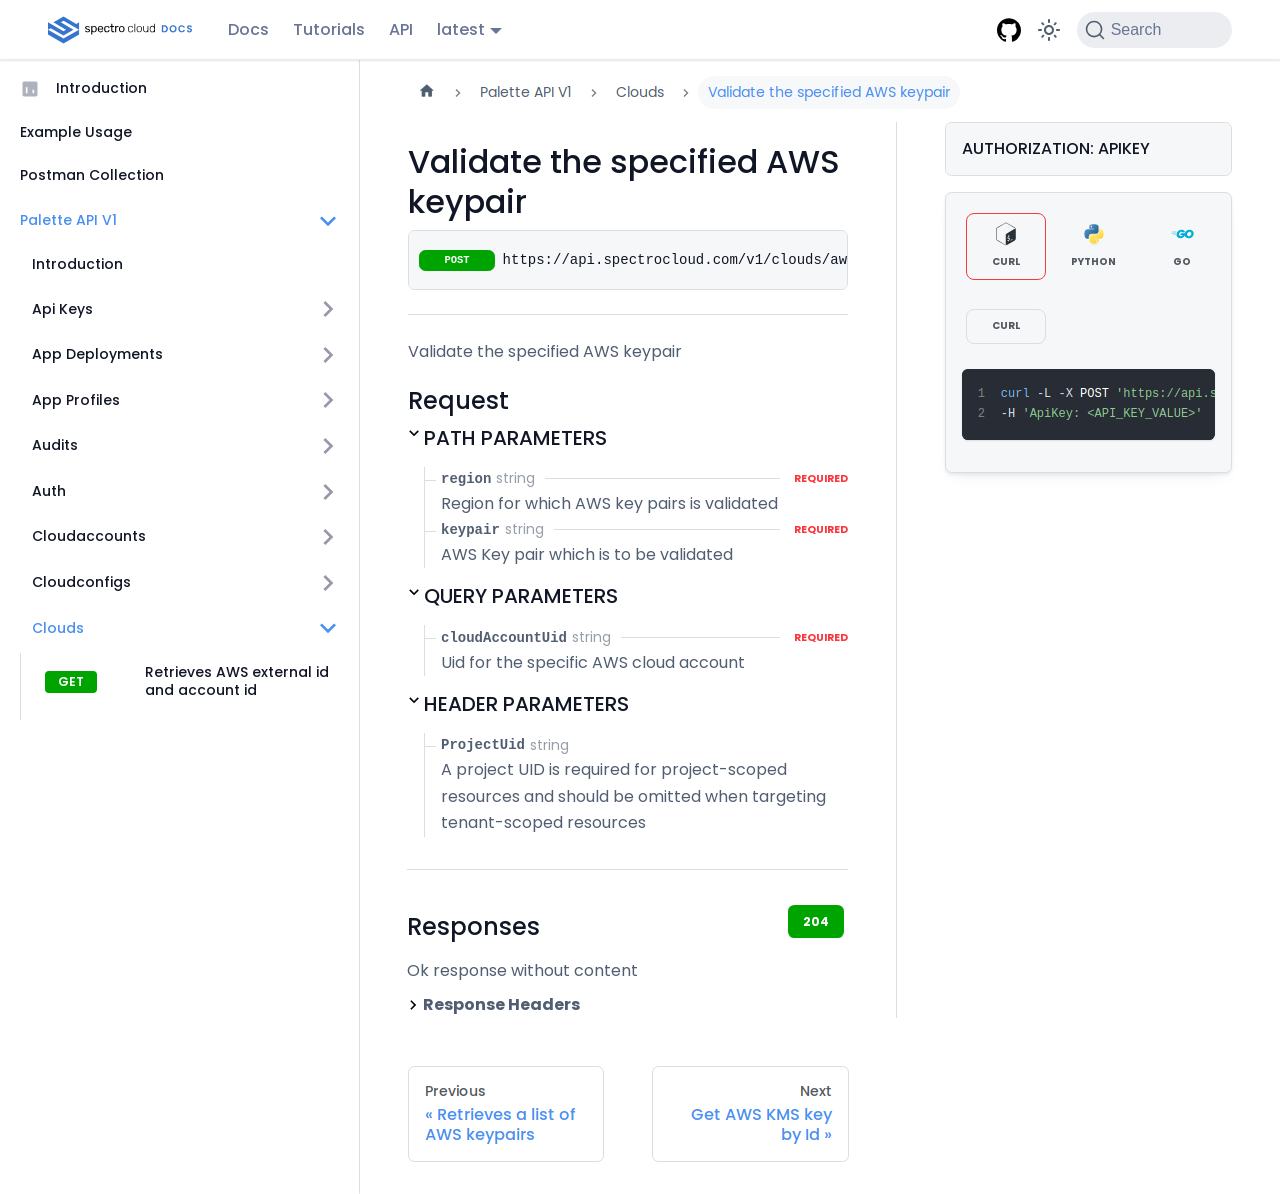 spectro cloud DOCS Docs Tutorials API latest Search
Introduction
Example Usage
Postman Collection
Palette API V1
Introduction
Api Keys
App Deployments
App Profiles
Audits
Auth
Cloudaccounts
Cloudconfigs
Clouds
GET Retrieves AWS external id
and account id
Palette API V1 Clouds Validate the specified AWS keypair
Validate the specified AWS
keypair
POST https://api.spectrocloud.com/v1/clouds/aw
Validate the specified AWS keypair
Request
PATH PARAMETERS
region string REQUIRED
Region for which AWS key pairs is validated
keypair string REQUIRED
AWS Key pair which is to be validated
QUERY PARAMETERS
cloudAccountUid string REQUIRED
Uid for the specific AWS cloud account
HEADER PARAMETERS
ProjectUid string
A project UID is required for project-scoped
resources and should be omitted when targeting
tenant-scoped resources
Responses 204
Ok response without content
Response Headers
Previous
« Retrieves a list of
AWS keypairs
Next
Get AWS KMS key
by Id »
AUTHORIZATION: APIKEY
CURL PYTHON GO
CURL
1 curl -L -X POST 'https://api.s
2 -H 'ApiKey: <API_KEY_VALUE>'